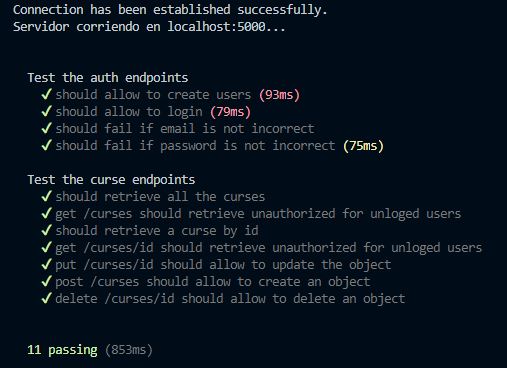 Connection has been established successfully.
Servidor corriendo en localhost:5000...
Test the auth endpoints
✓ should allow to create users (93ms)
✓ should allow to login (79ms)
✓ should fail if email is not incorrect
✓ should fail if password is not incorrect (75ms)
Test the curse endpoints
✓ should retrieve all the curses
✓ get /curses should retrieve unauthorized for unloged users
✓ should retrieve a curse by id
✓ get /curses/id should retrieve unauthorized for unloged users
✓ put /curses/id should allow to update the object
✓ post /curses should allow to create an object
✓ delete /curses/id should allow to delete an object
11 passing (853ms)